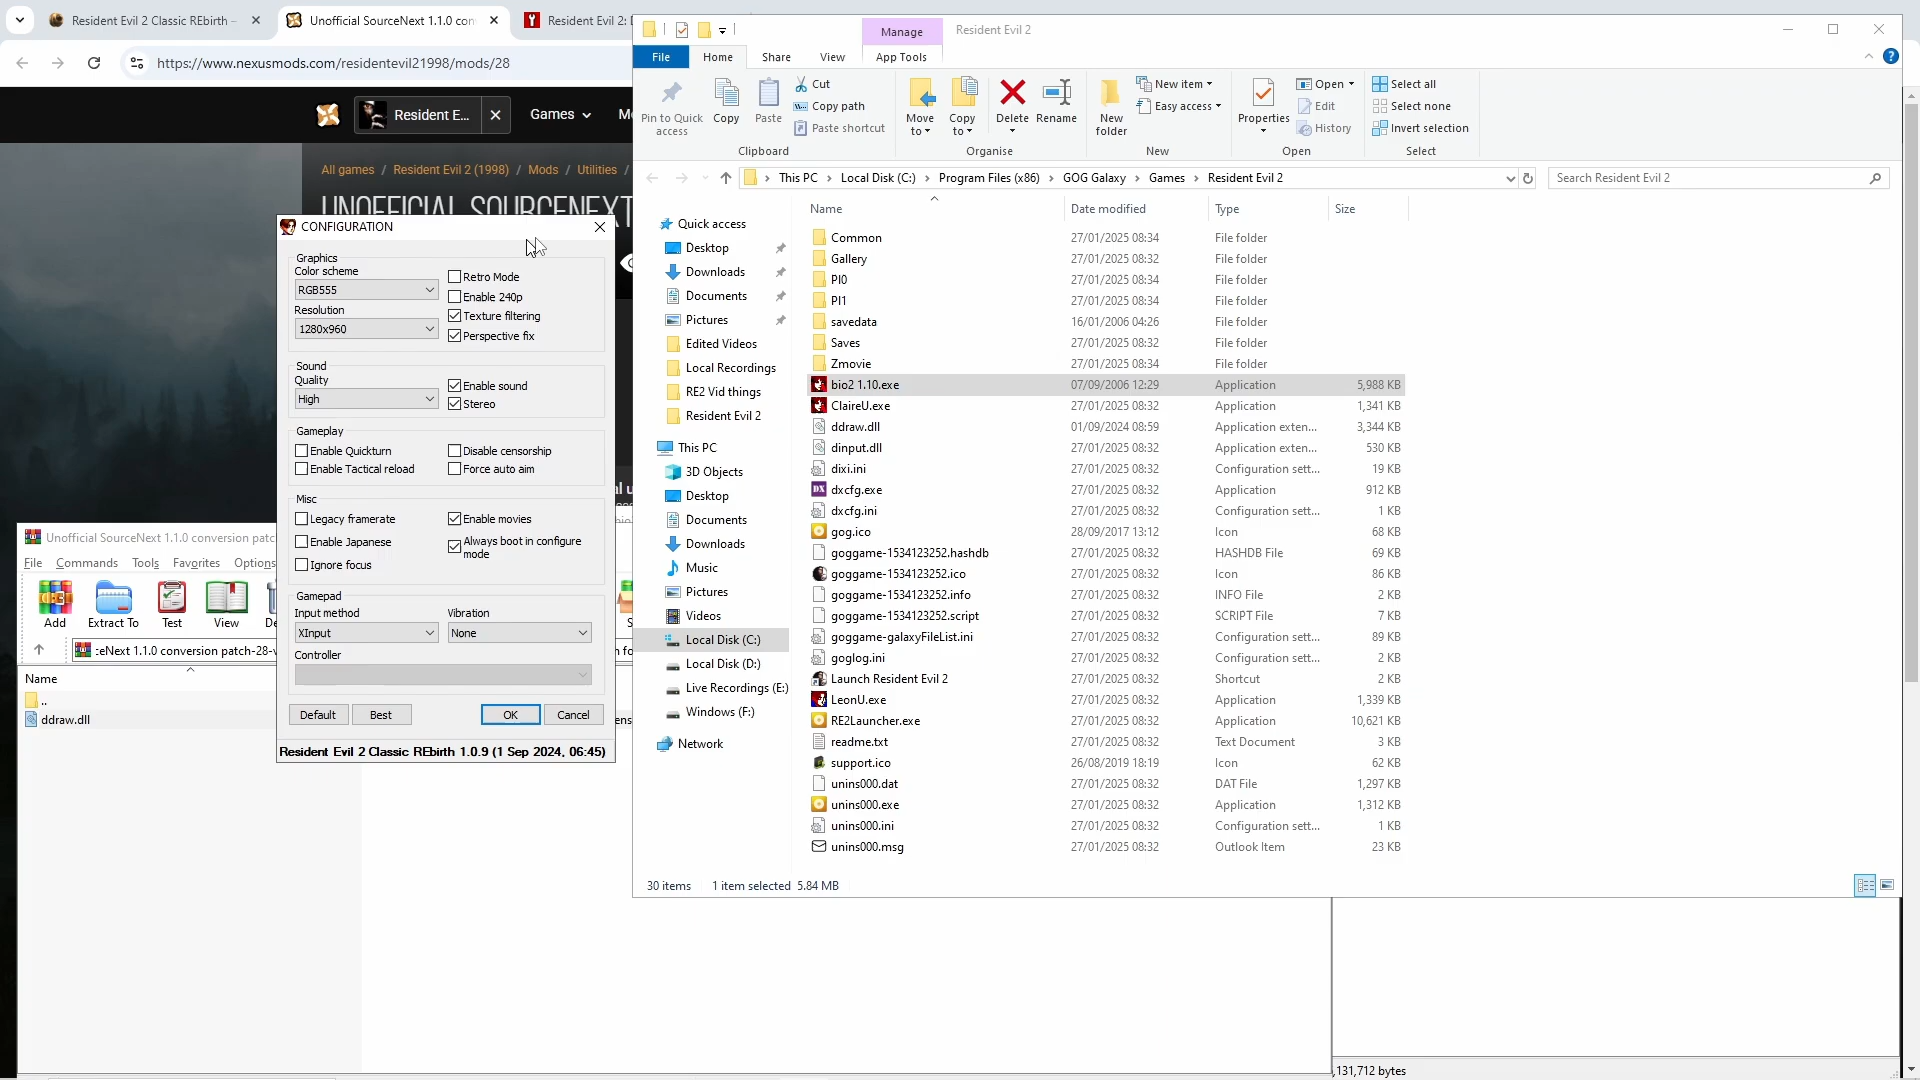 Resident Evil 2 Classic REbirth –
Unofficial SourceNext 1.1.0 con
Resident Evil 2: D
https://www.nexusmods.com/residentevil21998/mods/28
Resident E...
Games
All games / Resident Evil 2 (1998) / Mods / Utilities /
UNOFFICIAL SOURCENEXT
CONFIGURATION
Graphics
Color scheme
RGB555
Resolution
1280x960
Retro Mode
Enable 240p
Texture filtering
Perspective fix
Sound
Quality
High
Enable sound
Stereo
Gameplay
Enable Quickturn
Enable Tactical reload
Disable censorship
Force auto aim
Misc
Legacy framerate
Enable Japanese
Ignore focus
Enable movies
Always boot in configure
mode
Gamepad
Input method
XInput
Vibration
None
Controller
Default
Best
OK
Cancel
Resident Evil 2 Classic REbirth 1.0.9 (1 Sep 2024, 06:45)
Unofficial SourceNext 1.1.0 conversion patc
File Commands Tools Favorites Options
Add
Extract To
Test
View
:eNext 1.1.0 conversion patch-28-v
Name
..
ddraw.dll
Manage
Resident Evil 2
File
Home
Share
View
App Tools
Pin to Quick
access
Copy
Paste
Cut
Copy path
Paste shortcut
Clipboard
Move
to
Copy
to
Delete
Rename
Organise
New
folder
New item
Easy access
New
Properties
Open
Edit
History
Open
Select all
Select none
Invert selection
Select
This PC › Local Disk (C:) › Program Files (x86) › GOG Galaxy › Games › Resident Evil 2
Search Resident Evil 2
Quick access
Desktop
Downloads
Documents
Pictures
Edited Videos
Local Recordings
RE2 Vid things
Resident Evil 2
This PC
3D Objects
Desktop
Documents
Downloads
Music
Pictures
Videos
Local Disk (C:)
Local Disk (D:)
Live Recordings (E:)
Windows (F:)
Network
Name Date modified Type Size
Common 27/01/2025 08:34 File folder
Gallery 27/01/2025 08:32 File folder
Pl0 27/01/2025 08:34 File folder
Pl1 27/01/2025 08:34 File folder
savedata 16/01/2006 04:26 File folder
Saves 27/01/2025 08:32 File folder
Zmovie 27/01/2025 08:34 File folder
bio2 1.10.exe 07/09/2006 12:29 Application 5,988 KB
ClaireU.exe 27/01/2025 08:32 Application 1,341 KB
ddraw.dll 01/09/2024 08:59 Application exten... 3,344 KB
dinput.dll 27/01/2025 08:32 Application exten... 530 KB
dixi.ini 27/01/2025 08:32 Configuration sett... 19 KB
dxcfg.exe 27/01/2025 08:32 Application 912 KB
dxcfg.ini 27/01/2025 08:32 Configuration sett... 1 KB
gog.ico 28/09/2017 13:12 Icon 68 KB
goggame-1534123252.hashdb 27/01/2025 08:32 HASHDB File 69 KB
goggame-1534123252.ico 27/01/2025 08:32 Icon 86 KB
goggame-1534123252.info 27/01/2025 08:32 INFO File 2 KB
goggame-1534123252.script 27/01/2025 08:32 SCRIPT File 7 KB
goggame-galaxyFileList.ini 27/01/2025 08:32 Configuration sett... 89 KB
goglog.ini 27/01/2025 08:32 Configuration sett... 2 KB
Launch Resident Evil 2 27/01/2025 08:32 Shortcut 2 KB
LeonU.exe 27/01/2025 08:32 Application 1,339 KB
RE2Launcher.exe 27/01/2025 08:32 Application 10,621 KB
readme.txt 27/01/2025 08:32 Text Document 3 KB
support.ico 26/08/2019 18:19 Icon 62 KB
unins000.dat 27/01/2025 08:32 DAT File 1,297 KB
unins000.exe 27/01/2025 08:32 Application 1,312 KB
unins000.ini 27/01/2025 08:32 Configuration sett... 1 KB
unins000.msg 27/01/2025 08:32 Outlook Item 23 KB
30 items 1 item selected 5.84 MB
,131,712 bytes